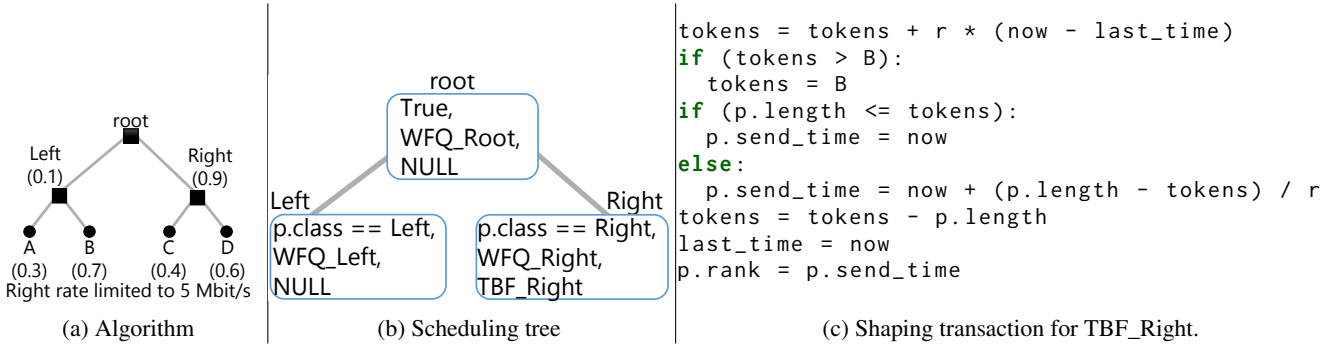 root
Left
(0.1)
Right
(0.9)
A
B
C
D
(0.3)
(0.7)
(0.4)
(0.6)
Right rate limited to 5 Mbit/s
(a) Algorithm
root
True,
WFQ_Root,
NULL
Left
p.class == Left,
WFQ_Left,
NULL
Right
p.class == Right,
WFQ_Right,
TBF_Right
(b) Scheduling tree
tokens = tokens + r * (now - last_time)
if (tokens > B):
tokens = B
if (p.length <= tokens):
p.send_time = now
else:
p.send_time = now + (p.length - tokens) / r
tokens = tokens - p.length
last_time = now
p.rank = p.send_time
(c) Shaping transaction for TBF_Right.